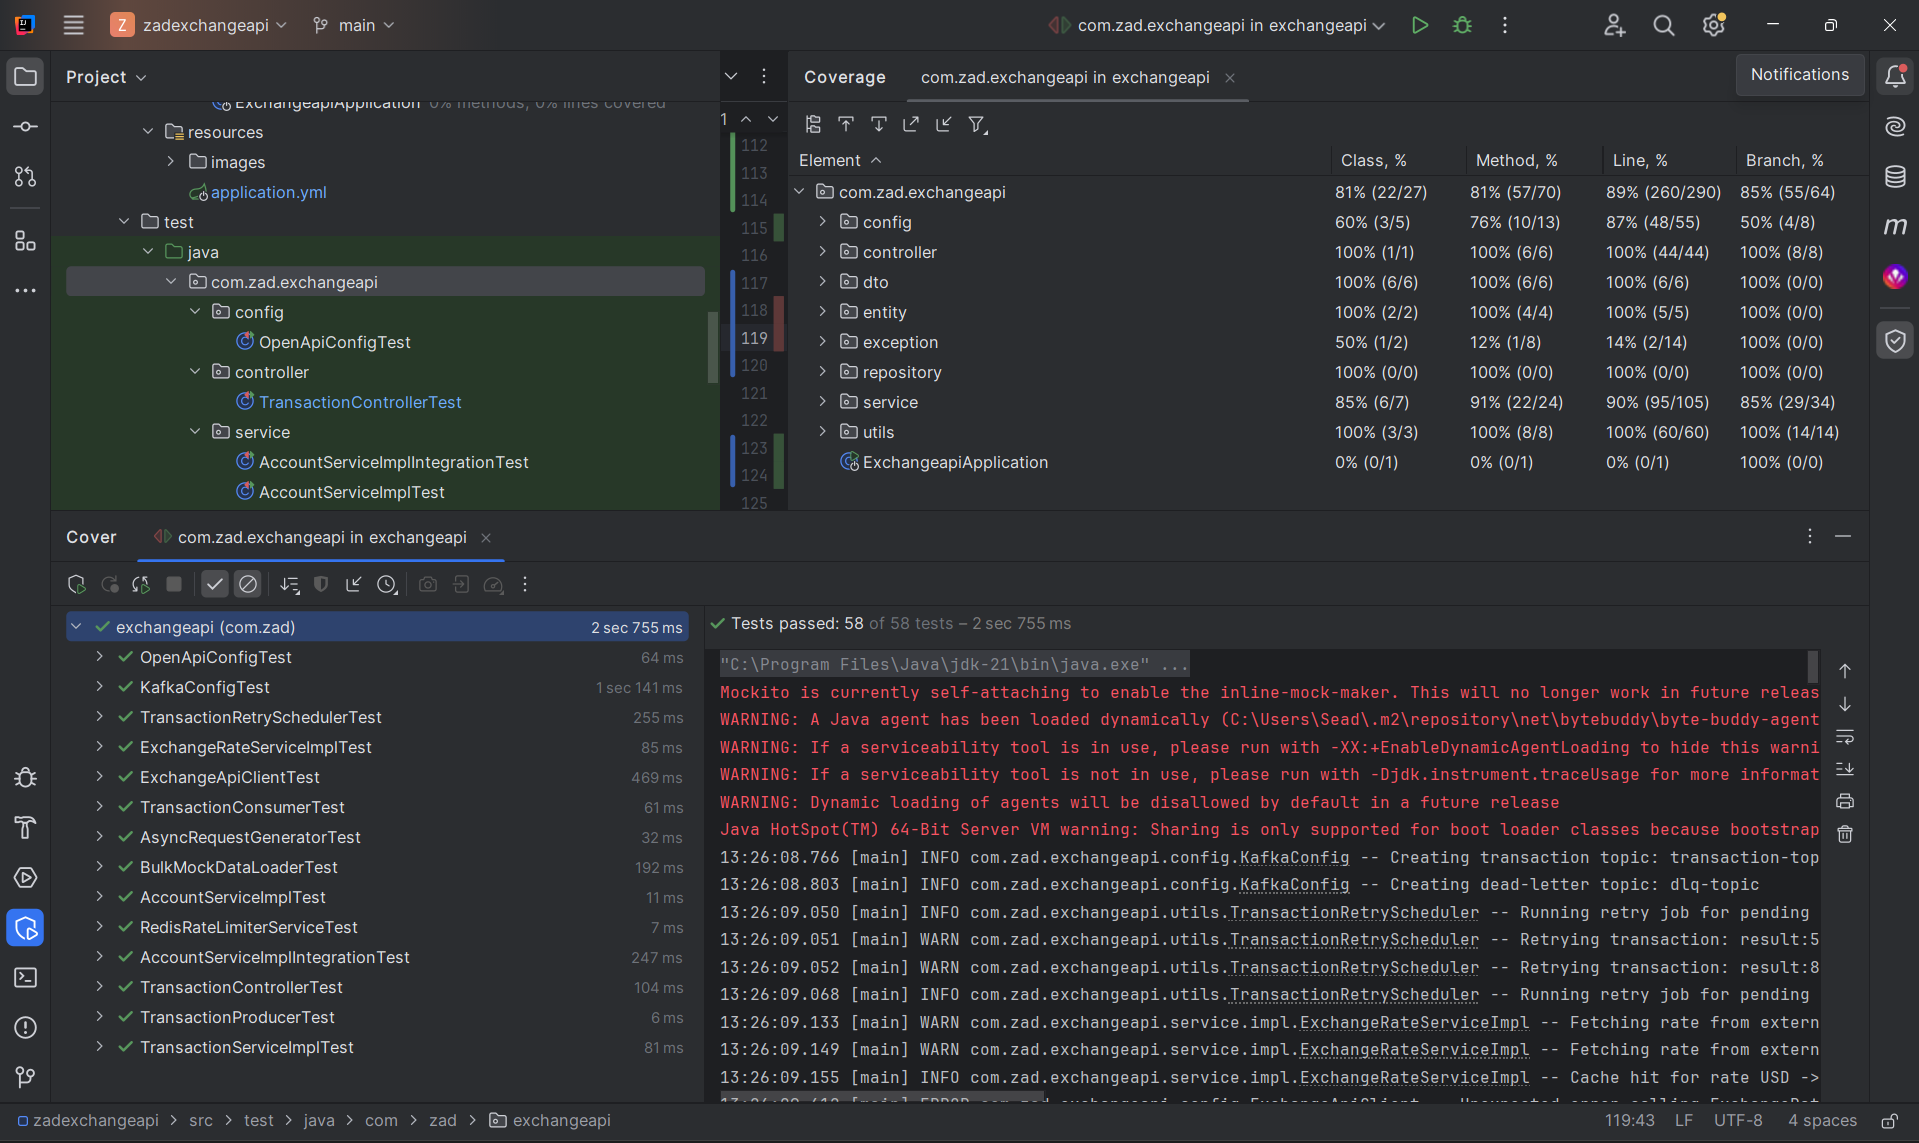 Z zadexchangeapi main com.zad.exchangeapi in exchangeapi
Project
ExchangeapiApplication 0% methods, 0% lines covered
resources
images
application.yml
test
java
com.zad.exchangeapi
config
OpenApiConfigTest
controller
TransactionControllerTest
service
AccountServiceImplIntegrationTest
AccountServiceImplTest
1
112
113
114
115
116
117
118
119
120
121
122
123
124
125
Coverage com.zad.exchangeapi in exchangeapi
Notifications
Element Class, % Method, % Line, % Branch, %
com.zad.exchangeapi 81% (22/27) 81% (57/70) 89% (260/290) 85% (55/64)
config 60% (3/5) 76% (10/13) 87% (48/55) 50% (4/8)
controller 100% (1/1) 100% (6/6) 100% (44/44) 100% (8/8)
dto 100% (6/6) 100% (6/6) 100% (6/6) 100% (0/0)
entity 100% (2/2) 100% (4/4) 100% (5/5) 100% (0/0)
exception 50% (1/2) 12% (1/8) 14% (2/14) 100% (0/0)
repository 100% (0/0) 100% (0/0) 100% (0/0) 100% (0/0)
service 85% (6/7) 91% (22/24) 90% (95/105) 85% (29/34)
utils 100% (3/3) 100% (8/8) 100% (60/60) 100% (14/14)
ExchangeapiApplication 0% (0/1) 0% (0/1) 0% (0/1) 100% (0/0)
m
Cover com.zad.exchangeapi in exchangeapi
exchangeapi (com.zad) 2 sec 755 ms
OpenApiConfigTest 64 ms
KafkaConfigTest 1 sec 141 ms
TransactionRetrySchedulerTest 255 ms
ExchangeRateServiceImplTest 85 ms
ExchangeApiClientTest 469 ms
TransactionConsumerTest 61 ms
AsyncRequestGeneratorTest 32 ms
BulkMockDataLoaderTest 192 ms
AccountServiceImplTest 11 ms
RedisRateLimiterServiceTest 7 ms
AccountServiceImplIntegrationTest 247 ms
TransactionControllerTest 104 ms
TransactionProducerTest 6 ms
TransactionServiceImplTest 81 ms
Tests passed: 58 of 58 tests – 2 sec 755 ms
"C:\Program Files\Java\jdk-21\bin\java.exe" ...
Mockito is currently self-attaching to enable the inline-mock-maker. This will no longer work in future releas
WARNING: A Java agent has been loaded dynamically (C:\Users\Sead\.m2\repository\net\bytebuddy\byte-buddy-agent
WARNING: If a serviceability tool is in use, please run with -XX:+EnableDynamicAgentLoading to hide this warni
WARNING: If a serviceability tool is not in use, please run with -Djdk.instrument.traceUsage for more informat
WARNING: Dynamic loading of agents will be disallowed by default in a future release
Java HotSpot(TM) 64-Bit Server VM warning: Sharing is only supported for boot loader classes because bootstrap
13:26:08.766 [main] INFO com.zad.exchangeapi.config.KafkaConfig -- Creating transaction topic: transaction-top
13:26:08.803 [main] INFO com.zad.exchangeapi.config.KafkaConfig -- Creating dead-letter topic: dlq-topic
13:26:09.050 [main] INFO com.zad.exchangeapi.utils.TransactionRetryScheduler -- Running retry job for pending
13:26:09.051 [main] WARN com.zad.exchangeapi.utils.TransactionRetryScheduler -- Retrying transaction: result:5
13:26:09.052 [main] WARN com.zad.exchangeapi.utils.TransactionRetryScheduler -- Retrying transaction: result:8
13:26:09.068 [main] INFO com.zad.exchangeapi.utils.TransactionRetryScheduler -- Running retry job for pending
13:26:09.133 [main] WARN com.zad.exchangeapi.service.impl.ExchangeRateServiceImpl -- Fetching rate from extern
13:26:09.149 [main] WARN com.zad.exchangeapi.service.impl.ExchangeRateServiceImpl -- Fetching rate from extern
13:26:09.155 [main] INFO com.zad.exchangeapi.service.impl.ExchangeRateServiceImpl -- Cache hit for rate USD ->
zadexchangeapi > src > test > java > com > zad > exchangeapi 119:43 LF UTF-8 4 spaces